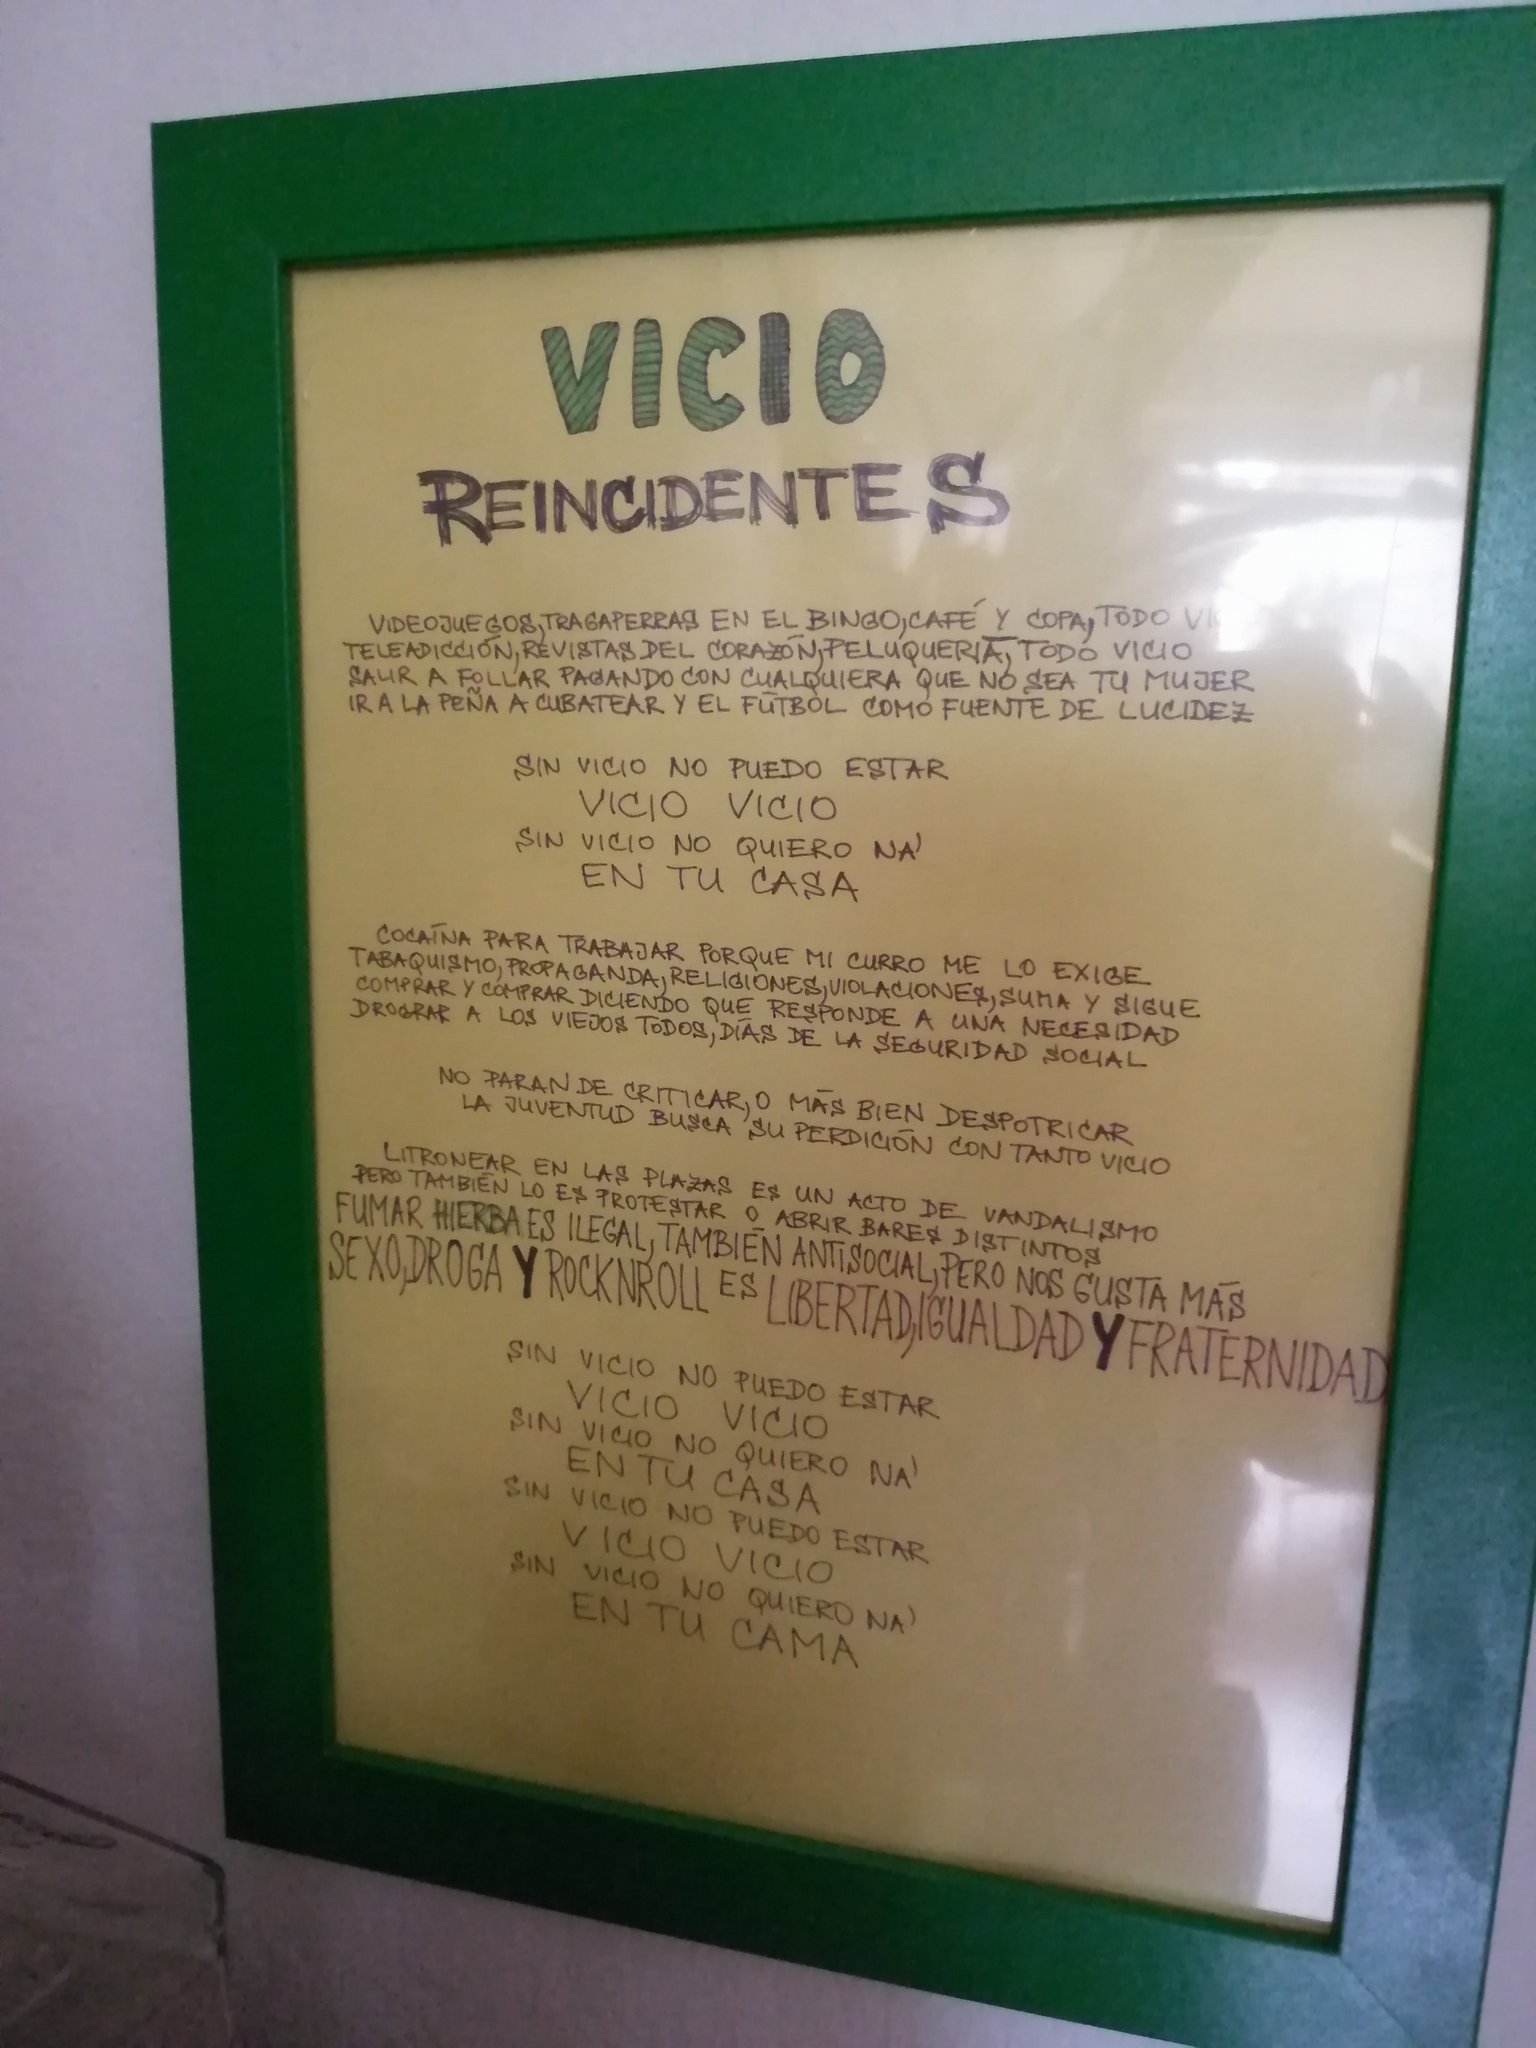 VICIO
REINCIDENTES
VIDEOJUEGOS, TRAGAPERRAS EN EL BINGO, CAFÉ Y COPA, TODO
TELEADICCIÓN, REVISTAS DEL CORAZÓN, PELUQUERIA, TODO VICIO
SALIR A FOLLAR PAGANDO CON CUALQUIERA QUE NO SEA TU MUJER
IR A LA PEÑA A CUBATEAR Y EL FÚTBOL COMO FUENTE DE LUCIDEZ
SIN VICIO NO PUEDO ESTAR
VICIO VICIO
SIN VICIO NO QUIERO NA'
EN TU CASA
COCAÍNA PARA TRABAJAR PORQUE MI CURRO ME LO EXIGE
TABAQUISMO, PROPAGANDA, RELIGIONES, VIOLACIONES, SUMA Y SIGUE
COMPRAR Y COMPRAR DICIENDO QUE RESPONDE A UNA NECESIDAD
DROGRAR A LOS VIEJOS TODOS, DÍAS DE LA SEGURIDAD SOCIAL
NO PARAN DE CRITICAR, O MÁS BIEN DESPOTRICAR
LA JUVENTUD BUSCA SU PERDICIÓN CON TANTO VICIO
LITRONEAR EN LAS PLAZAS ES UN ACTO DE VANDALISMO
PERO TAMBIÉN LO ES PROTESTAR O ABRIR BARES DISTINTOS
FUMAR HIERBA ES ILEGAL, TAMBIÉN ANTISOCIAL, PERO NOS GUSTA MÁS
SEXO, DROGA Y ROCKNROLL ES LIBERTAD, IGUALDAD Y FRATERNIDAD
SIN VICIO NO PUEDO ESTAR
VICIO VICIO
SIN VICIO NO QUIERO NA'
EN TU CASA
SIN VICIO NO PUEDO ESTAR
VICIO VICIO
SIN VICIO NO QUIERO NA'
EN TU CAMA